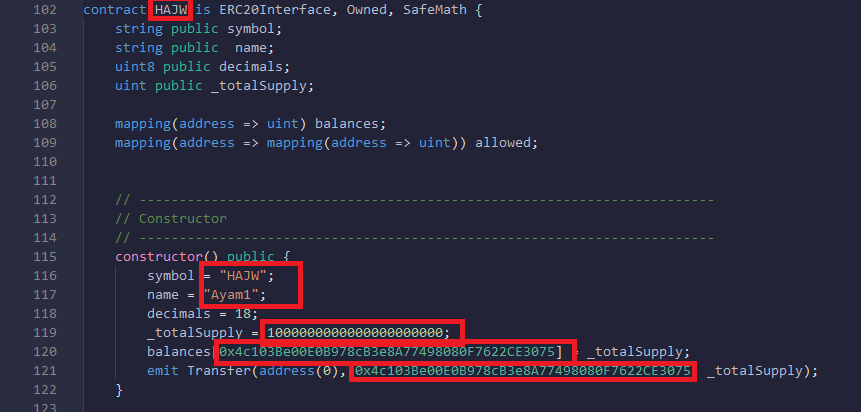 102 contract HAJW is ERC20Interface, Owned, SafeMath {
103 string public symbol;
104 string public  name;
105 uint8 public decimals;
106 uint public _totalSupply;
107
108 mapping(address => uint) balances;
109 mapping(address => mapping(address => uint)) allowed;
110
111
112 // ------------------------------------------------------------------------
113 // Constructor
114 // ------------------------------------------------------------------------
115 constructor() public {
116 symbol = "HAJW";
117 name = "Ayam1";
118 decimals = 18;
119 _totalSupply = 1000000000000000000000;
120 balances[0x4c103Be00E0B978cB3e8A77498080F7622CE3075] = _totalSupply;
121 emit Transfer(address(0), 0x4c103Be00E0B978cB3e8A77498080F7622CE3075 _totalSupply);
122 }